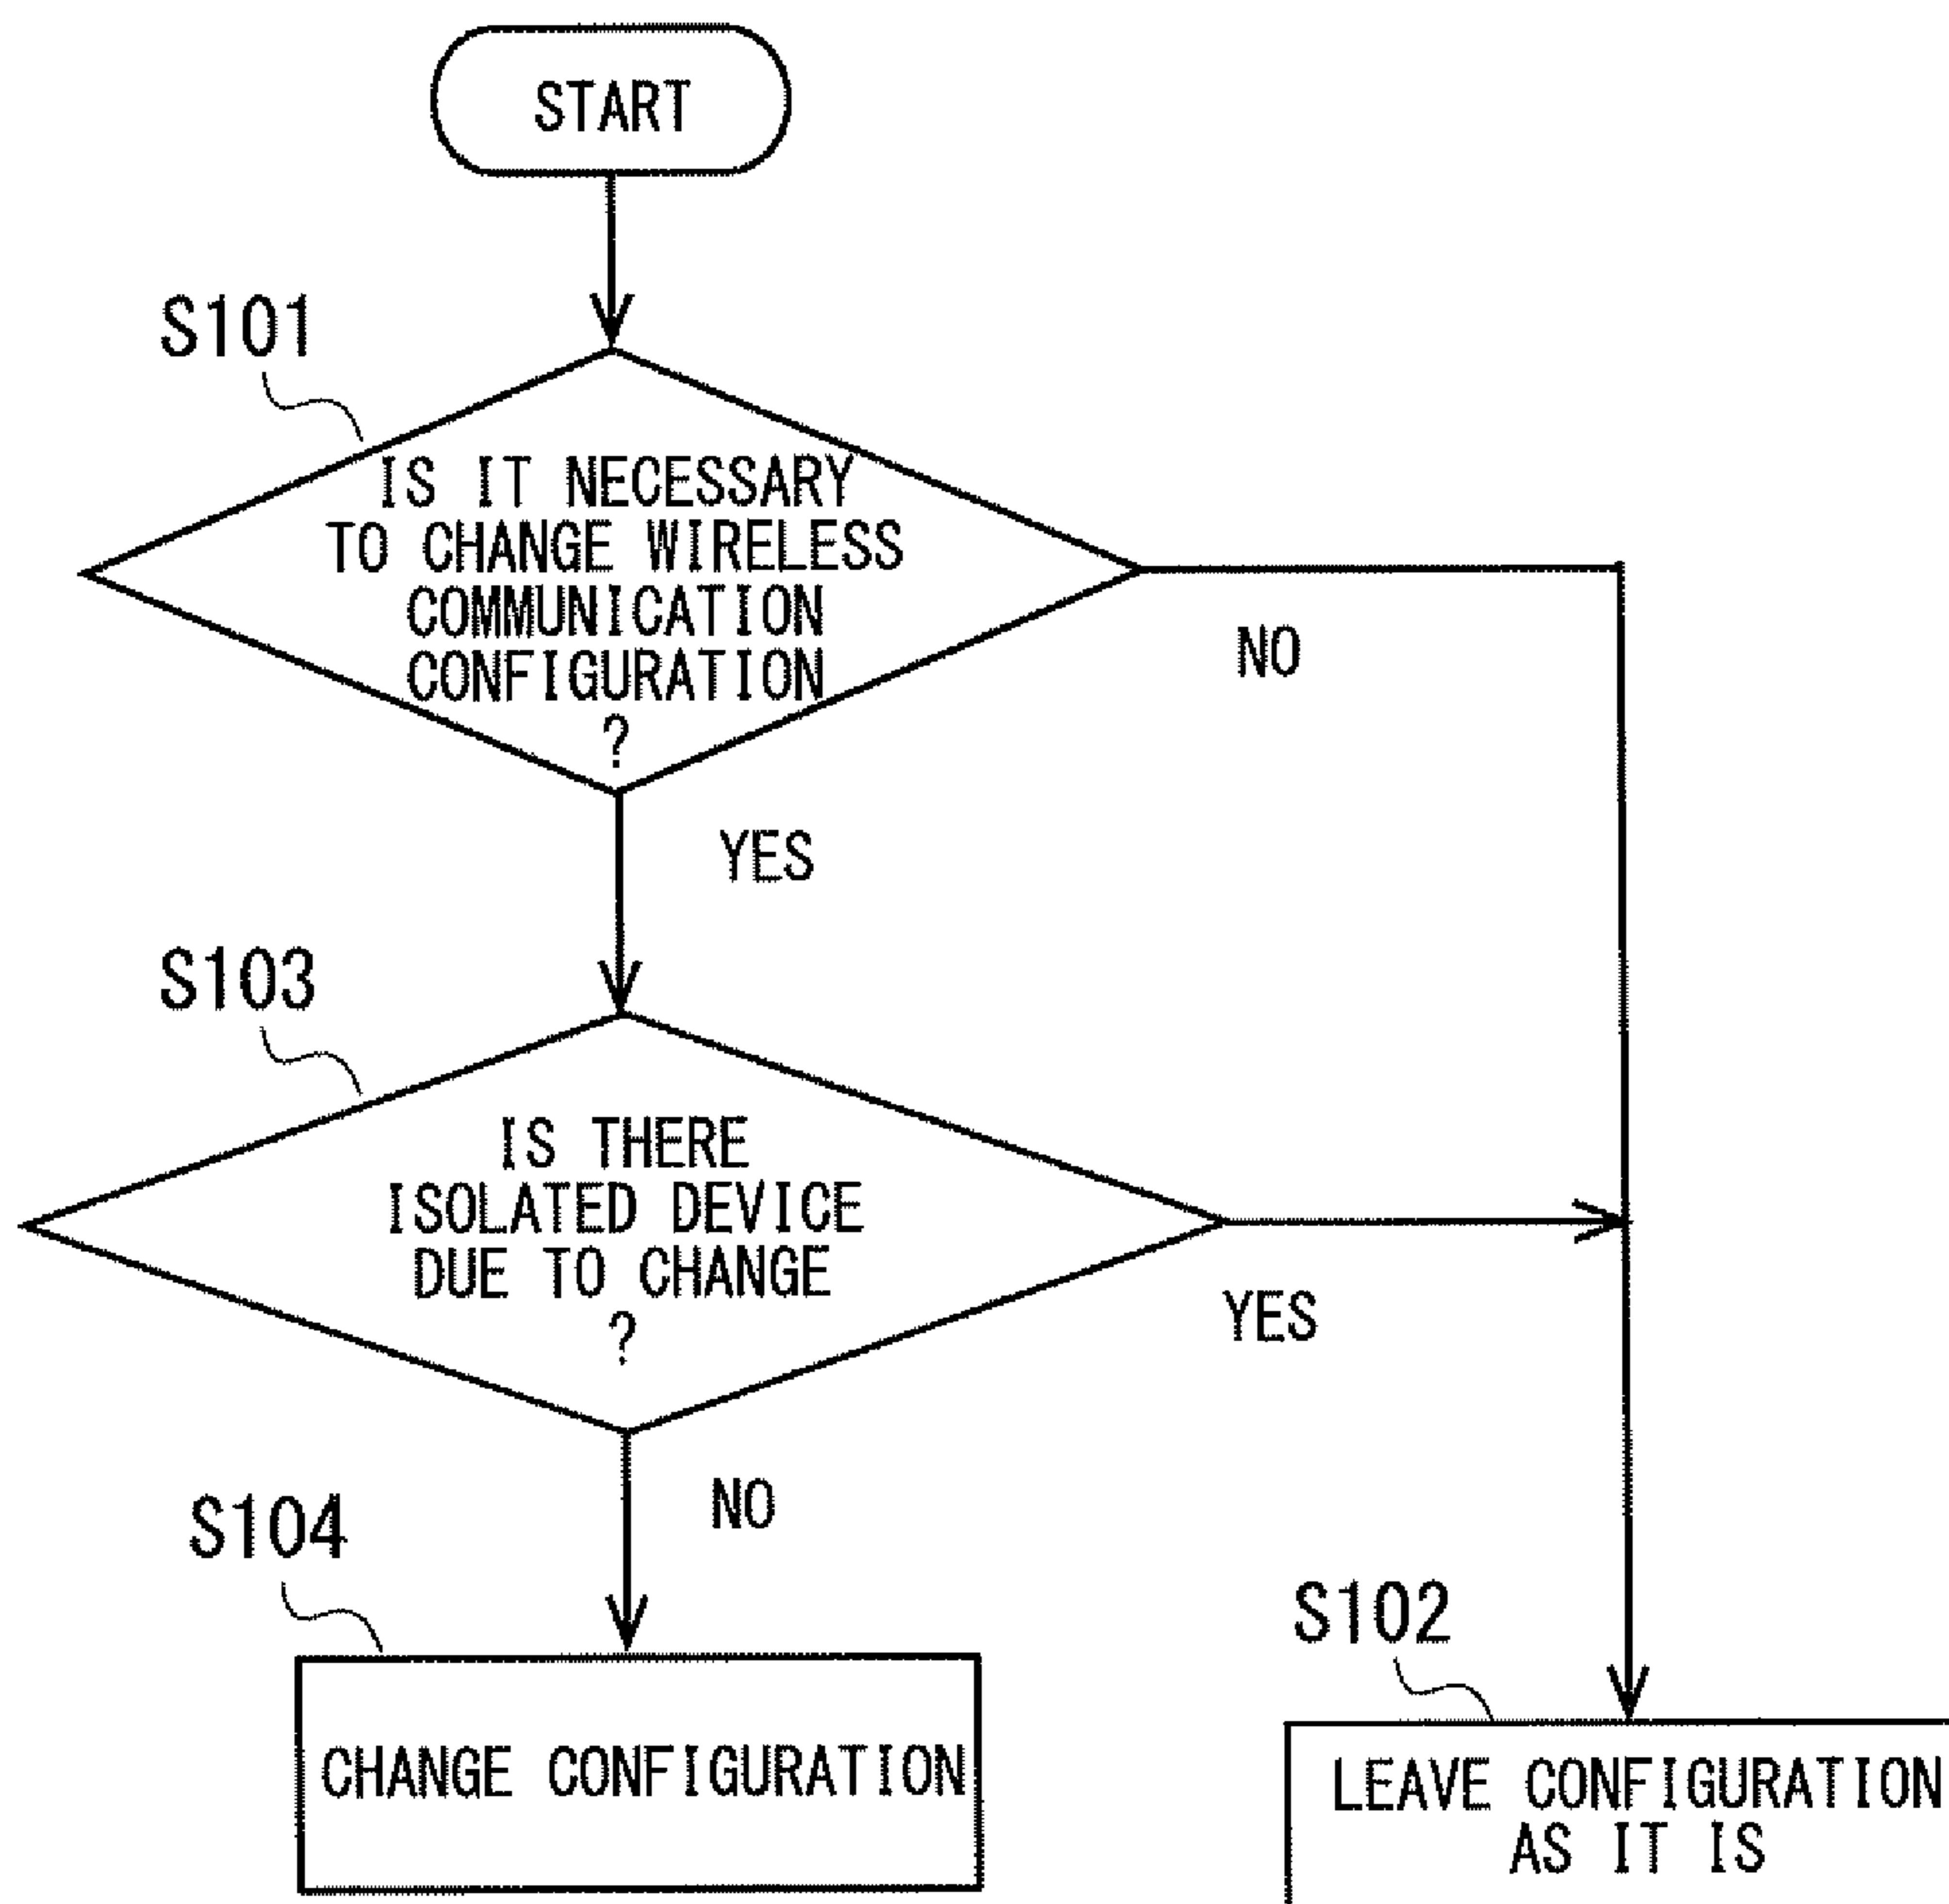 START
S101
IS IT NECESSARY
TO CHANGE WIRELESS
COMMUNICATION
CONFIGURATION
?
NO
YES
S103
IS THERE
ISOLATED DEVICE
DUE TO CHANGE
?
YES
NO
S104
CHANGE CONFIGURATION
S102
LEAVE CONFIGURATION
AS IT IS